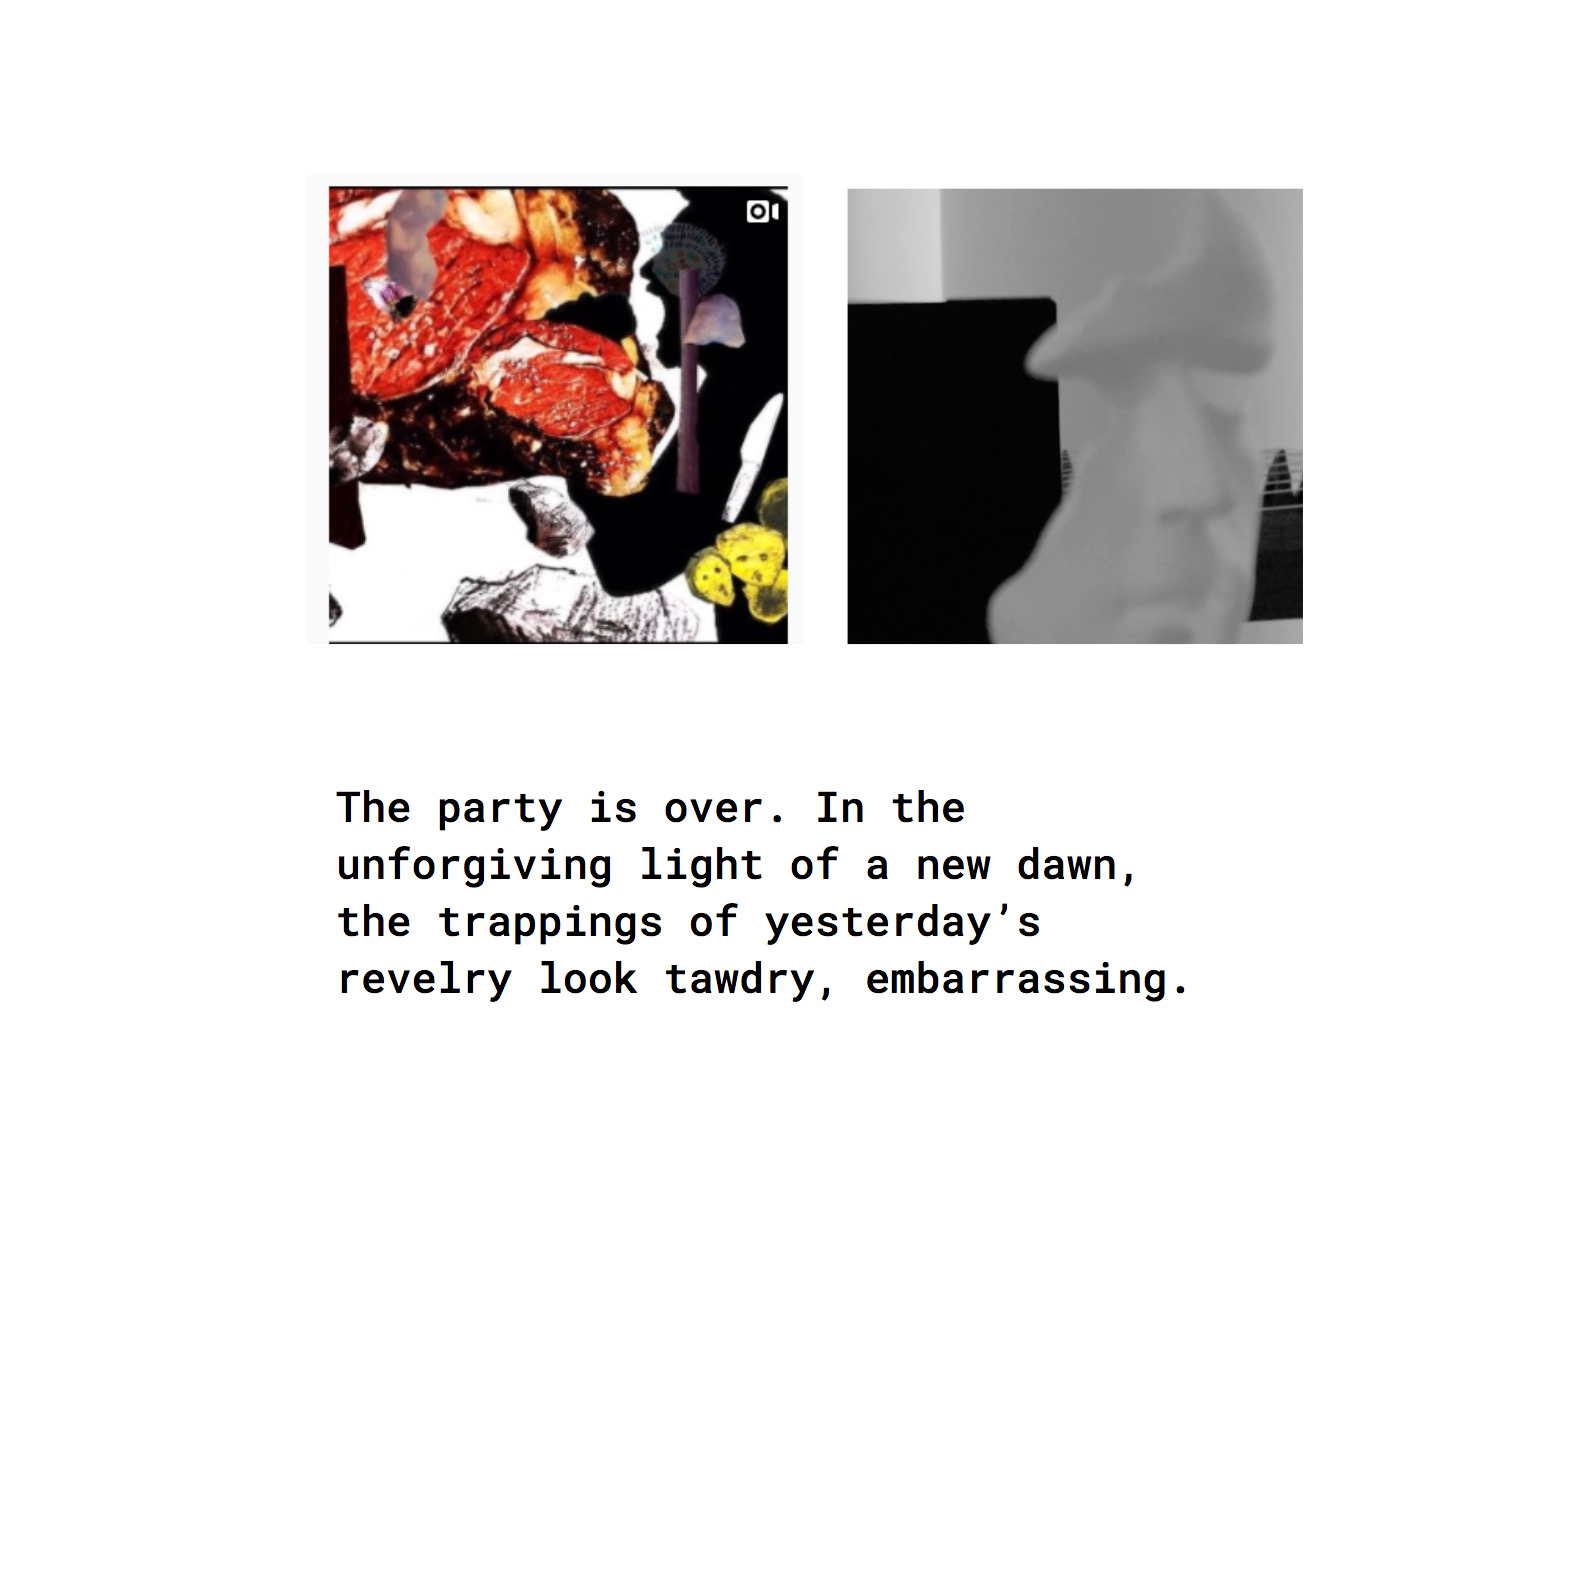 The party is over. In the
unforgiving light of a new dawn,
the trappings of yesterday’s
revelry look tawdry, embarrassing.